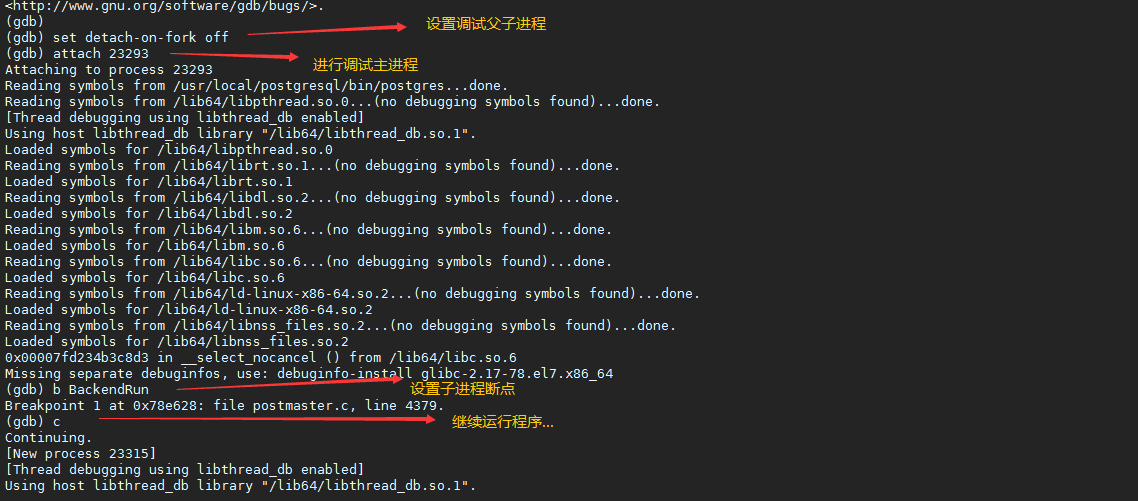 <http://www.gnu.org/software/gdb/bugs/>.
(gdb)
(gdb) set detach-on-fork off 设置调试父子进程
(gdb) attach 23293 进行调试主进程
Attaching to process 23293
Reading symbols from /usr/local/postgresql/bin/postgres...done.
Reading symbols from /lib64/libpthread.so.0...(no debugging symbols found)...done.
[Thread debugging using libthread_db enabled]
Using host libthread_db library "/lib64/libthread_db.so.1".
Loaded symbols for /lib64/libpthread.so.0
Reading symbols from /lib64/librt.so.1...(no debugging symbols found)...done.
Loaded symbols for /lib64/librt.so.1
Reading symbols from /lib64/libdl.so.2...(no debugging symbols found)...done.
Loaded symbols for /lib64/libdl.so.2
Reading symbols from /lib64/libm.so.6...(no debugging symbols found)...done.
Loaded symbols for /lib64/libm.so.6
Reading symbols from /lib64/libc.so.6...(no debugging symbols found)...done.
Loaded symbols for /lib64/libc.so.6
Reading symbols from /lib64/ld-linux-x86-64.so.2...(no debugging symbols found)...done.
Loaded symbols for /lib64/ld-linux-x86-64.so.2
Reading symbols from /lib64/libnss_files.so.2...(no debugging symbols found)...done.
Loaded symbols for /lib64/libnss_files.so.2
0x00007fd234b3c8d3 in __select_nocancel () from /lib64/libc.so.6
Missing separate debuginfos, use: debuginfo-install glibc-2.17-78.el7.x86_64
(gdb) b BackendRun 设置子进程断点
Breakpoint 1 at 0x78e628: file postmaster.c, line 4379.
(gdb) c 继续运行程序...
Continuing.
[New process 23315]
[Thread debugging using libthread_db enabled]
Using host libthread_db library "/lib64/libthread_db.so.1".